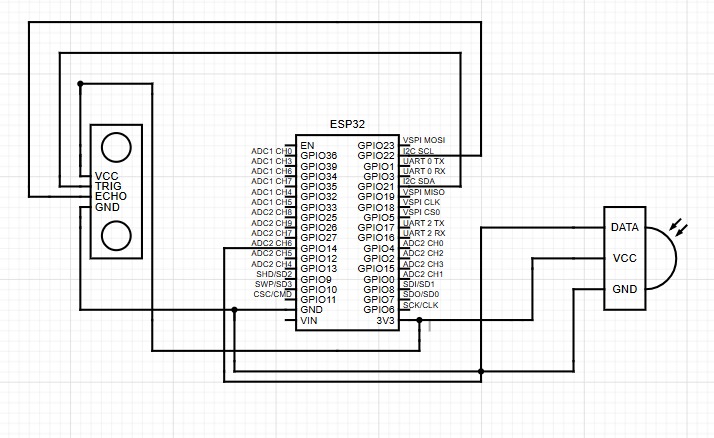 ESP32
VCC
TRIG
ECHO
GND
ADC1 CH0
ADC1 CH3
ADC1 CH6
ADC1 CH7
ADC1 CH4
ADC1 CH5
ADC2 CH8
ADC2 CH9
ADC2 CH7
ADC2 CH6
ADC2 CH5
ADC2 CH4
SHD/SD2
SWP/SD3
CSC/CMD
EN
GPIO36
GPIO39
GPIO34
GPIO35
GPIO32
GPIO33
GPIO25
GPIO26
GPIO27
GPIO14
GPIO12
GPIO13
GPIO9
GPIO10
GPIO11
GND
VIN
GPIO23
GPIO22
GPIO1
GPIO3
GPIO21
GPIO19
GPIO18
GPIO5
GPIO17
GPIO16
GPIO4
GPIO2
GPIO15
GPIO0
GPIO8
GPIO7
GPIO6
3V3
VSPI MOSI
I2C SCL
UART 0 TX
UART 0 RX
I2C SDA
VSPI MISO
VSPI CLK
VSPI CS0
UART 2 TX
UART 2 RX
ADC2 CH0
ADC2 CH2
ADC2 CH3
ADC2 CH1
SDI/SD1
SDO/SD0
SCK/CLK
DATA
VCC
GND